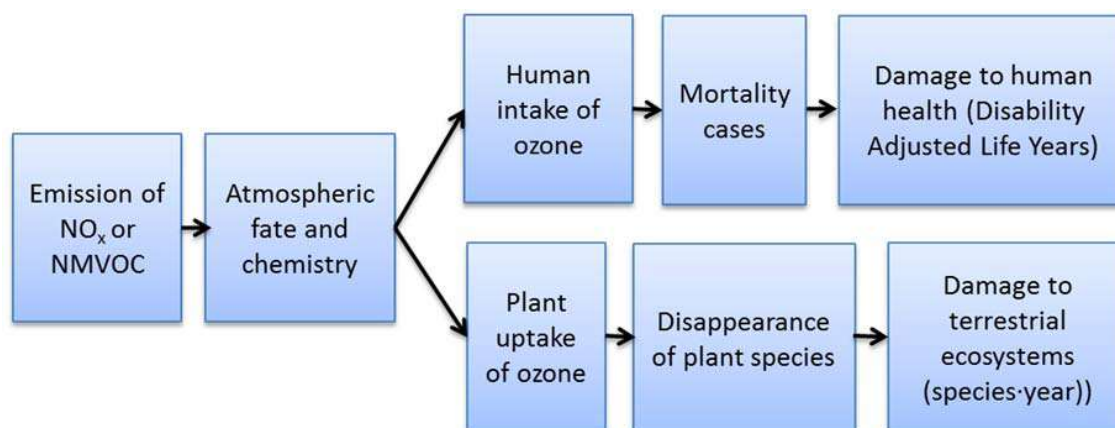 Emission of
NOₓ or
NMVOC
Atmospheric
fate and
chemistry
Human
intake of
ozone
Mortality
cases
Damage to human
health (Disability
Adjusted Life Years)
Plant
uptake
of ozone
Disappearance
of plant species
Damage to
terrestrial
ecosystems
(species·year))